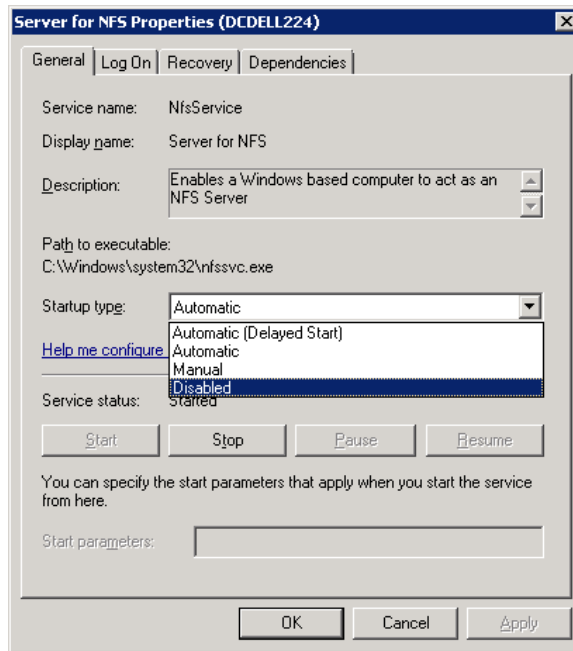 Server for NFS Properties (DCDELL224)
General Log On Recovery Dependencies
Service name: NfsService
Display name: Server for NFS
Description: Enables a Windows based computer to act as an
NFS Server
Path to executable:
C:\Windows\system32\nfssvc.exe
Startup type: Automatic
Automatic (Delayed Start)
Help me configure Automatic
Manual
Disabled
Service status: Started
Start Stop Pause Resume
You can specify the start parameters that apply when you start the service
from here.
Start parameters:
OK Cancel Apply